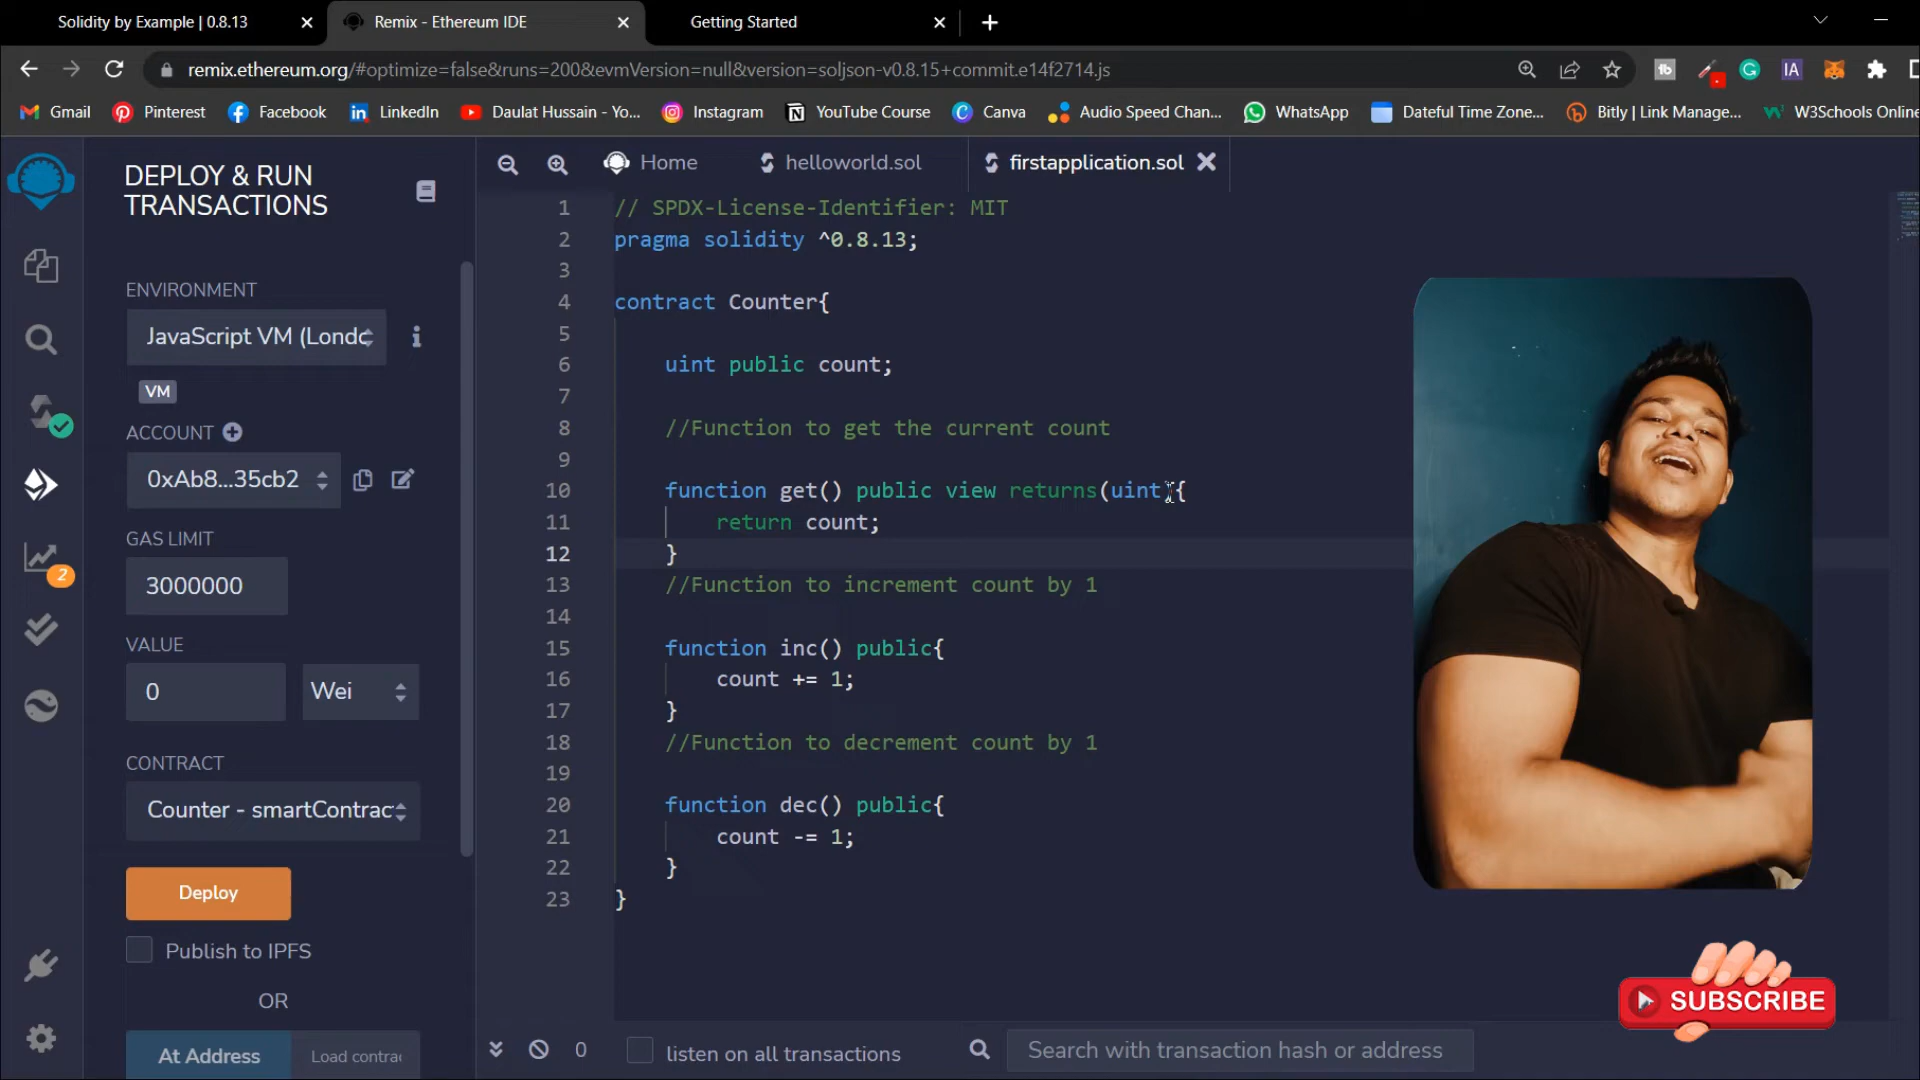 Solidity by Example | 0.8.13
Remix - Ethereum IDE
Getting Started
remix.ethereum.org/#optimize=false&runs=200&evmVersion=null&version=soljson-v0.8.15+commit.e14f2714.js
Gmail
Pinterest
Facebook
LinkedIn
Daulat Hussain - Yo...
Instagram
YouTube Course
Canva
Audio Speed Chan...
WhatsApp
Dateful Time Zone...
Bitly | Link Manage...
W3Schools Online
DEPLOY & RUN
TRANSACTIONS
ENVIRONMENT
JavaScript VM (Londo
VM
ACCOUNT
0xAb8...35cb2
GAS LIMIT
3000000
VALUE
0
Wei
CONTRACT
Counter - smartContrac
Deploy
Publish to IPFS
OR
At Address
Load contrac
2
Home
helloworld.sol
firstapplication.sol
1 // SPDX-License-Identifier: MIT
2 pragma solidity ^0.8.13;
3
4 contract Counter{
5
6 uint public count;
7
8 //Function to get the current count
9
10 function get() public view returns(uint){
11 return count;
12 }
13 //Function to increment count by 1
14
15 function inc() public{
16 count += 1;
17 }
18 //Function to decrement count by 1
19
20 function dec() public{
21 count -= 1;
22 }
23 }
0
listen on all transactions
Search with transaction hash or address
SUBSCRIBE
IA